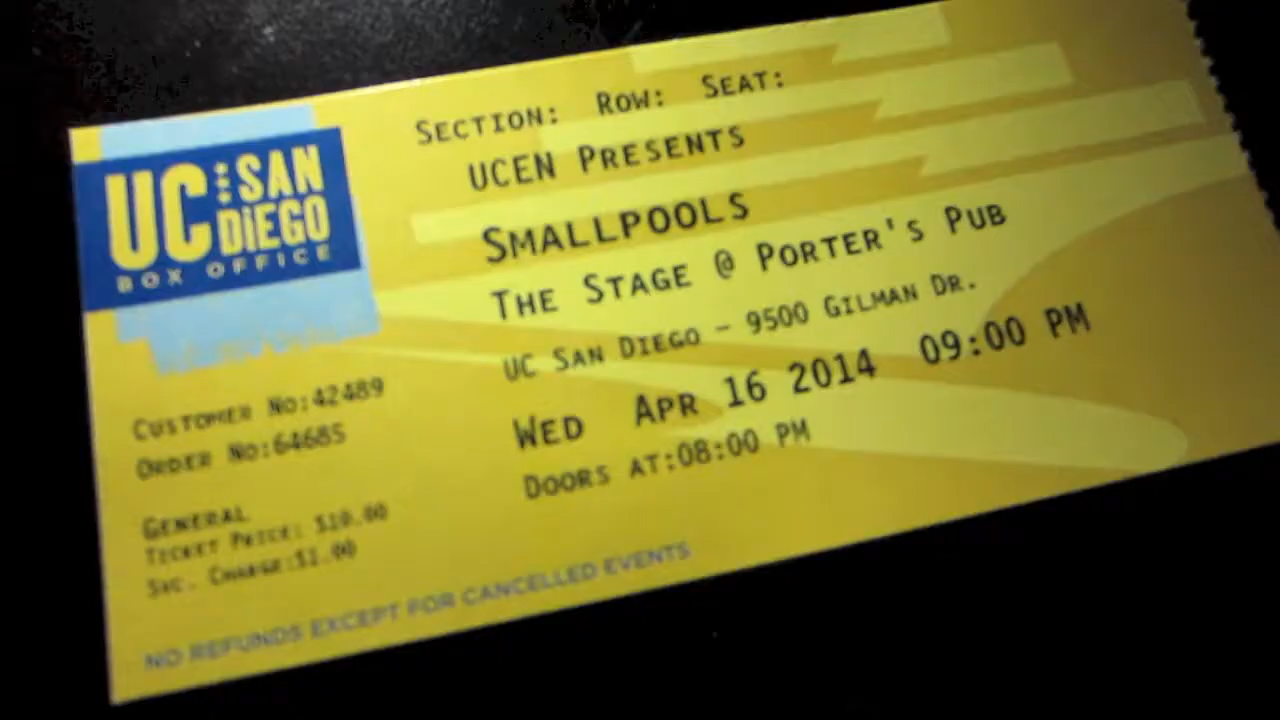 UC SAN DIEGO
BOX OFFICE
SECTION: ROW: SEAT:
UCEN PRESENTS
SMALLPOOLS
THE STAGE @ PORTER'S PUB
UC SAN DIEGO - 9500 GILMAN DR.
WED APR 16 2014 09:00 PM
DOORS AT:08:00 PM
CUSTOMER NO:42489
ORDER NO:64685
GENERAL
TICKET PRICE: $10.00
SVC. CHARGE:$1.00
NO REFUNDS EXCEPT FOR CANCELLED EVENTS